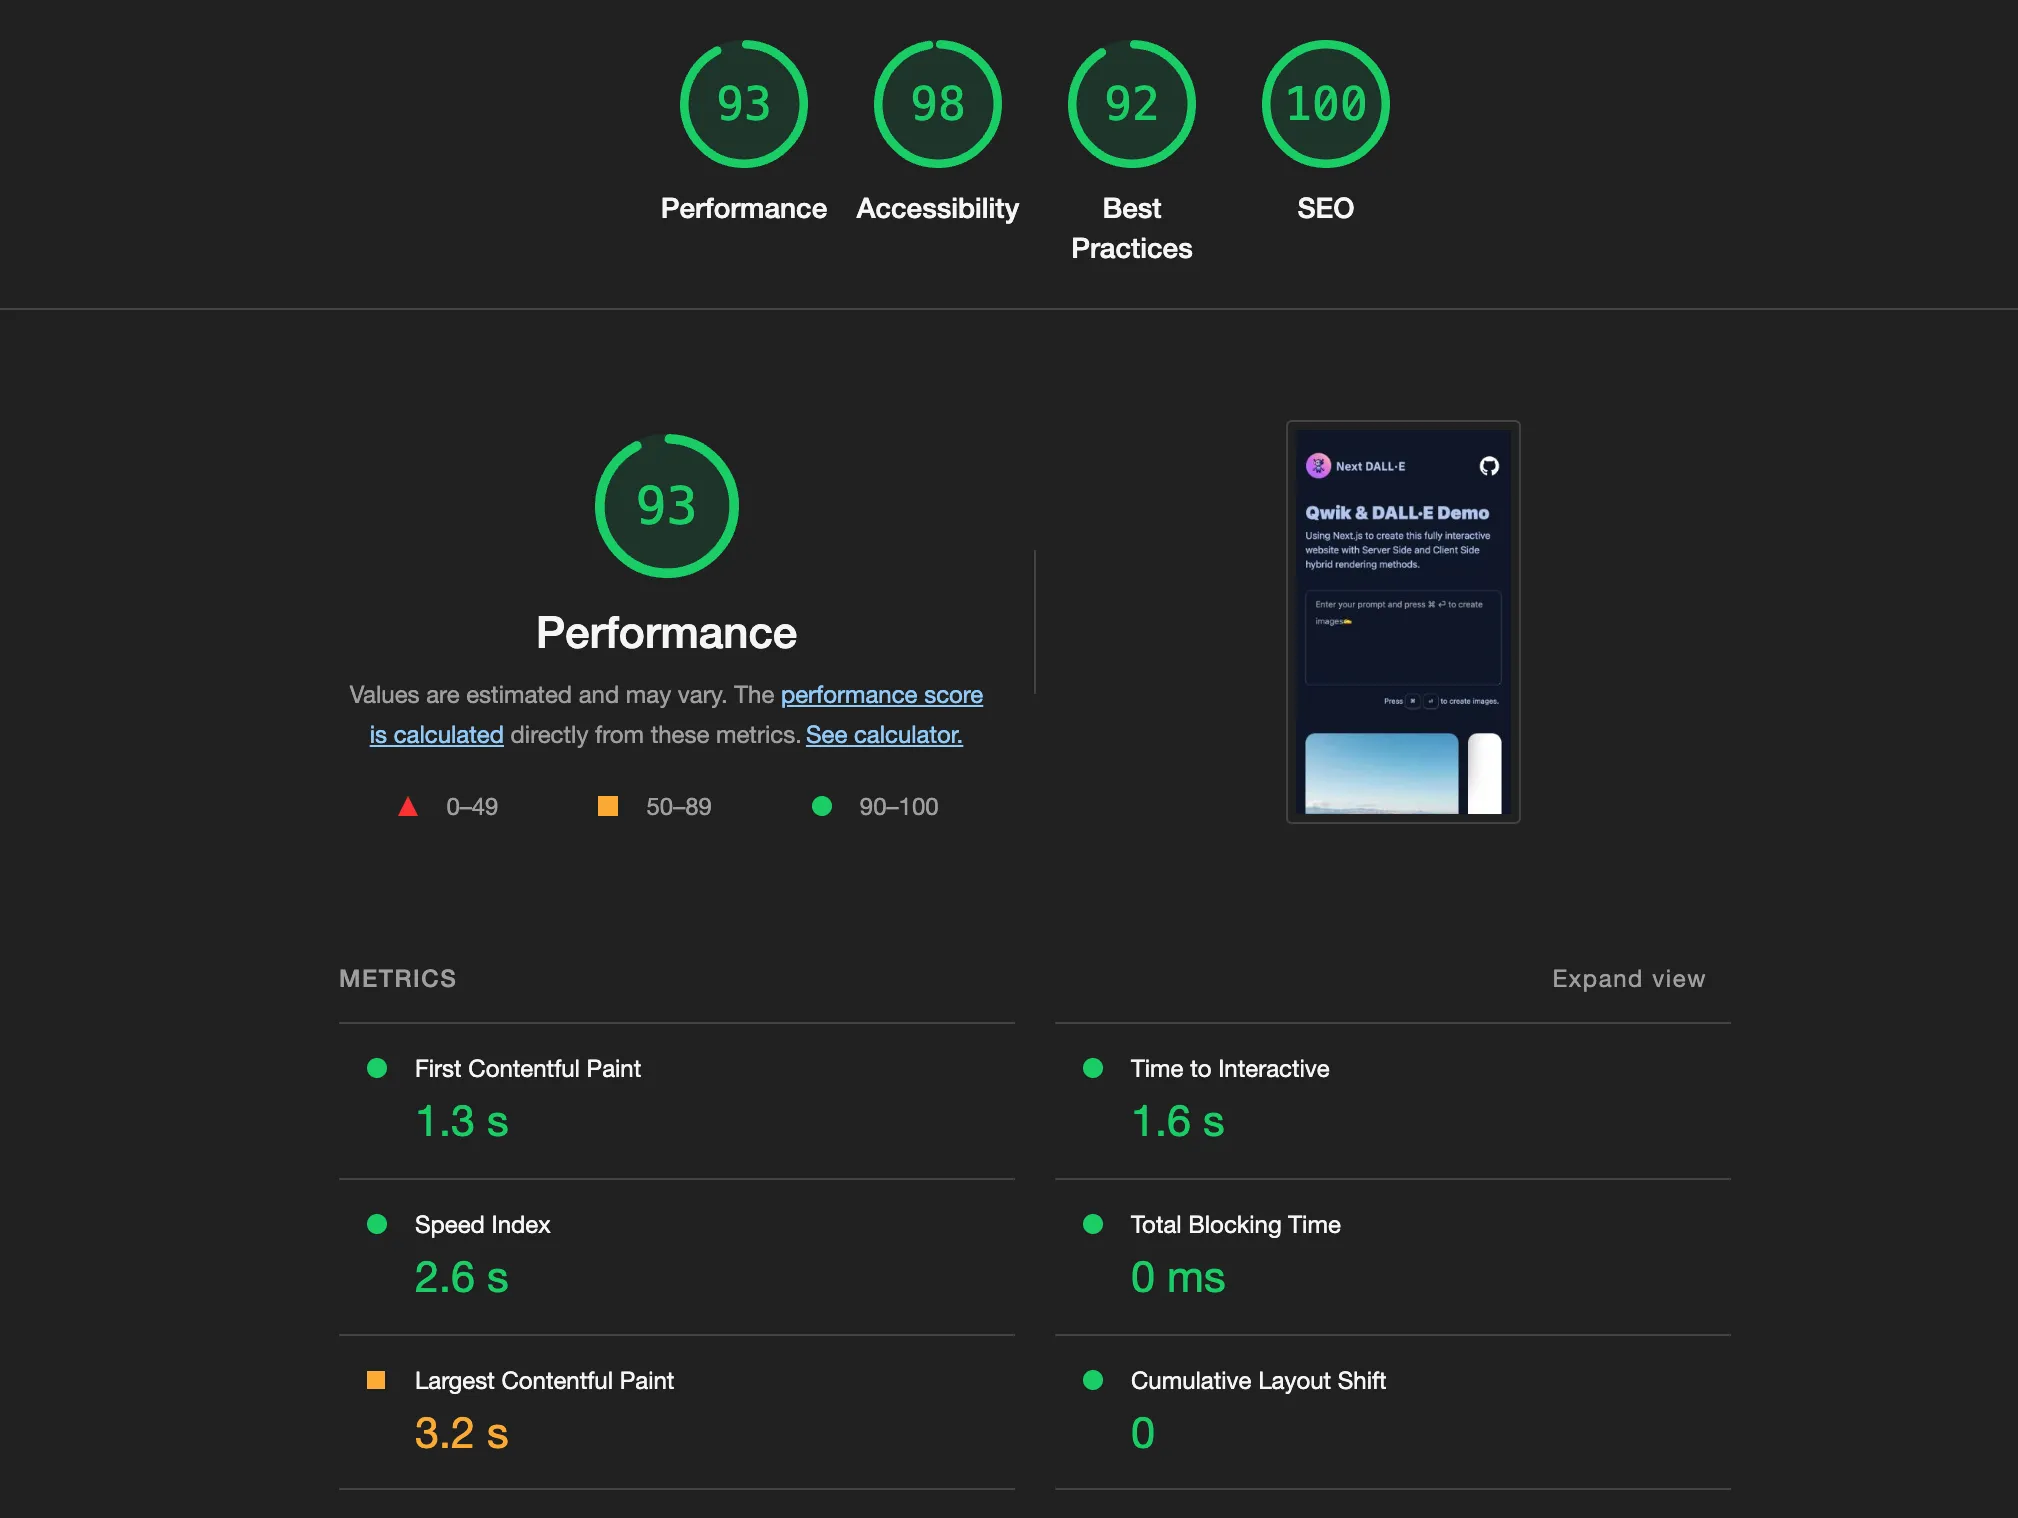 93
98
92
100
Performance
Accessibility
Best
Practices
SEO
93
Performance
Values are estimated and may vary. The performance score
is calculated directly from these metrics. See calculator.
0–49
50–89
90–100
Next DALL·E
Qwik & DALL·E Demo
Using Next.js to create this fully interactive
website with Server Side and Client Side
hybrid rendering methods.
Enter your prompt and press ⌘ ⏎ to create
images
Press ⌘ ⏎ to create images.
METRICS
Expand view
First Contentful Paint
1.3 s
Time to Interactive
1.6 s
Speed Index
2.6 s
Total Blocking Time
0 ms
Largest Contentful Paint
3.2 s
Cumulative Layout Shift
0